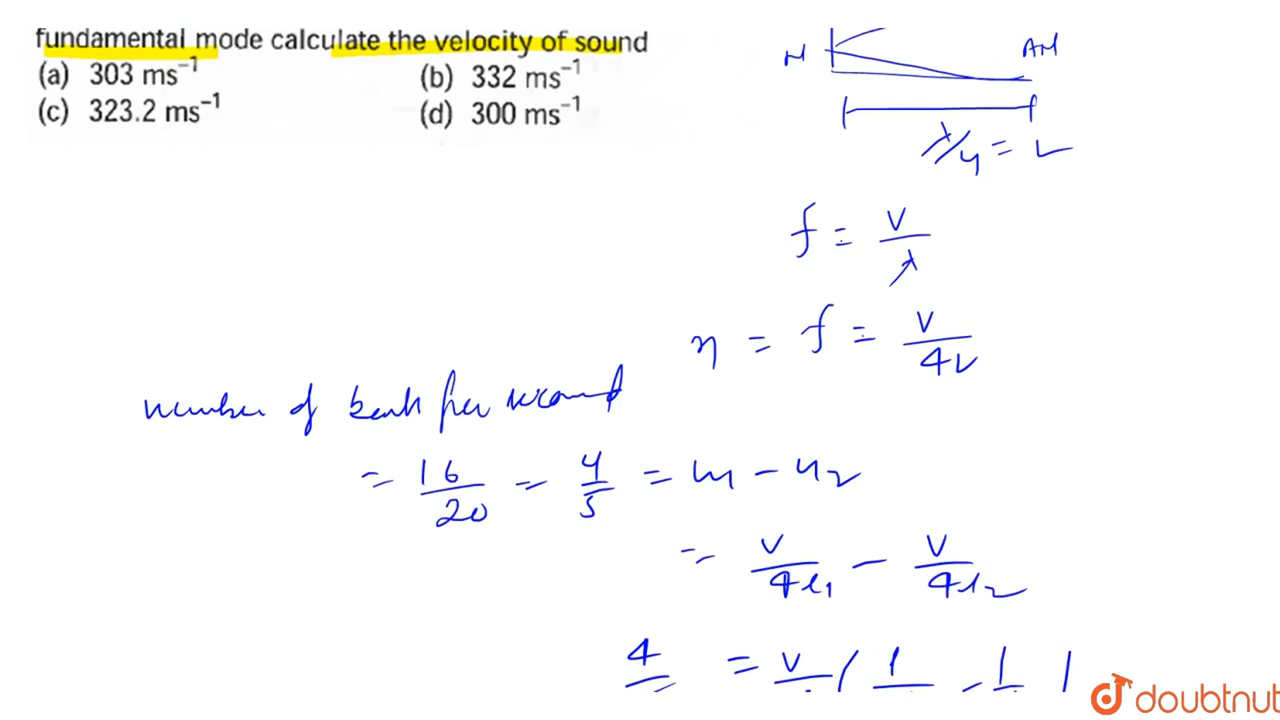 fundamental mode calculate the velocity of sound
(a) 303 ms⁻¹ (b) 332 ms⁻¹
(c) 323.2 ms⁻¹ (d) 300 ms⁻¹
N AN
λ/4 = L
f = v/λ
n = f = v/4L
number of beats per second
= 16/20 = 4/5 = n1 - n2
= v/4l1 - v/4l2
4 = v ( 1 - 1 )
doubtnut